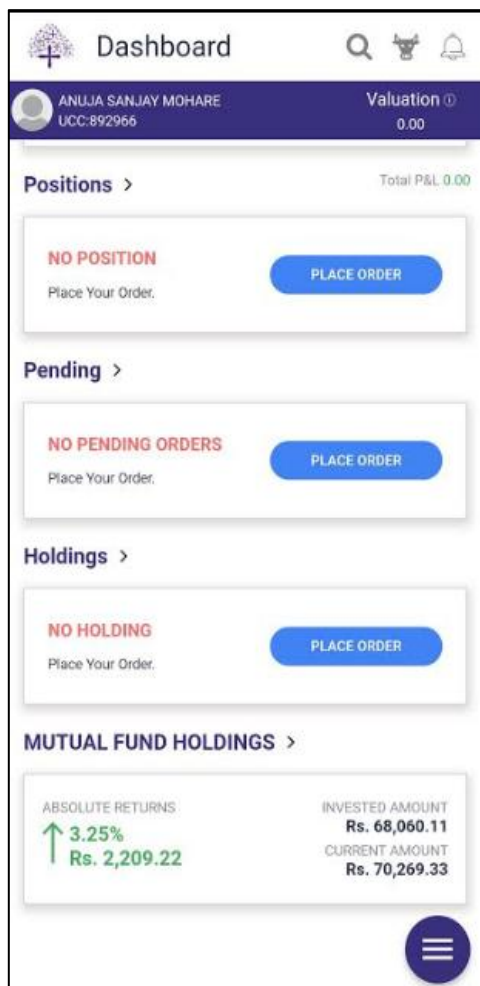 Dashboard
ANUJA SANJAY MOHARE
UCC:892966
Valuation
0.00
Positions >
Total P&L 0.00
NO POSITION
Place Your Order.
PLACE ORDER
Pending >
NO PENDING ORDERS
Place Your Order.
PLACE ORDER
Holdings >
NO HOLDING
Place Your Order.
PLACE ORDER
MUTUAL FUND HOLDINGS >
ABSOLUTE RETURNS
3.25%
Rs. 2,209.22
INVESTED AMOUNT
Rs. 68,060.11
CURRENT AMOUNT
Rs. 70,269.33